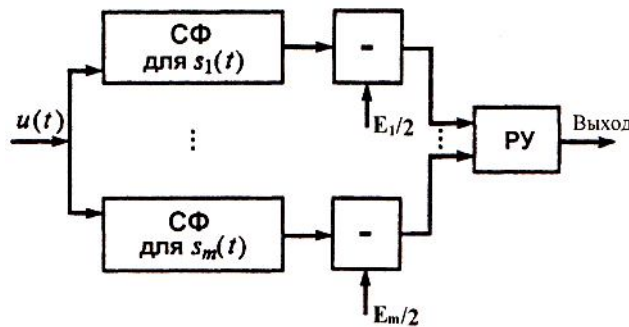 СФ
для s₁(t)
-
u(t)
E₁/2
Выход
РУ
СФ
для sₘ(t)
-
Eₘ/2